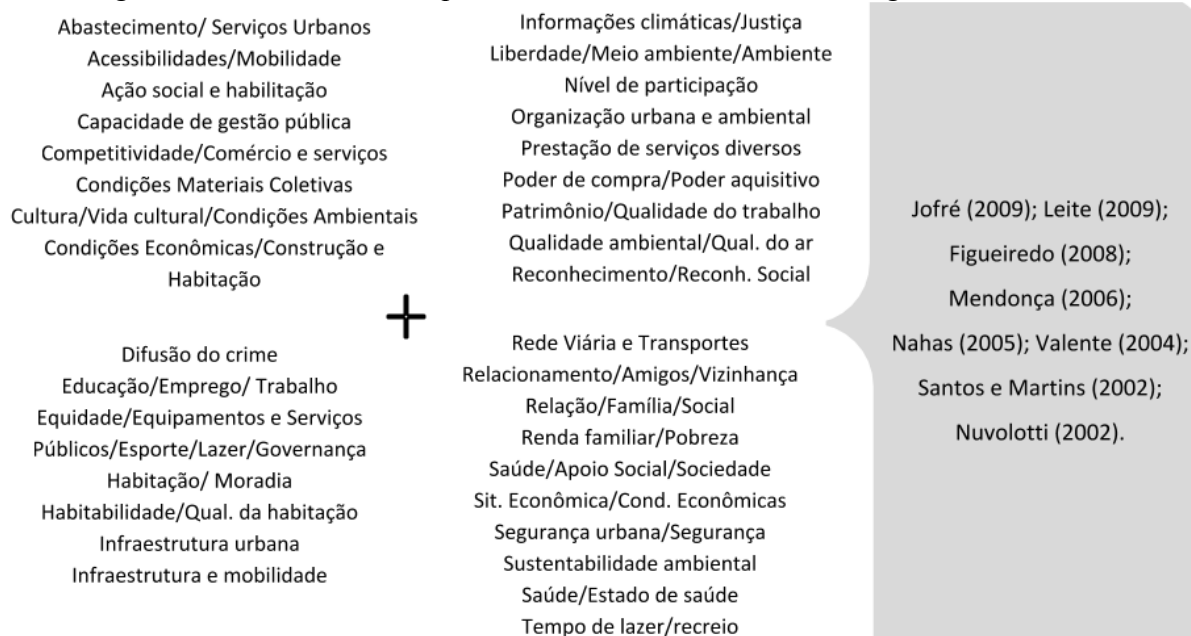 Abastecimento/ Serviços Urbanos
Acessibilidades/Mobilidade
Ação social e habilitação
Capacidade de gestão pública
Competitividade/Comércio e serviços
Condições Materiais Coletivas
Cultura/Vida cultural/Condições Ambientais
Condições Econômicas/Construção e
Habitação
Difusão do crime
Educação/Emprego/ Trabalho
Equidade/Equipamentos e Serviços
Públicos/Esporte/Lazer/Governança
Habitação/ Moradia
Habitabilidade/Qual. da habitação
Infraestrutura urbana
Infraestrutura e mobilidade
+
Informações climáticas/Justiça
Liberdade/Meio ambiente/Ambiente
Nível de participação
Organização urbana e ambiental
Prestação de serviços diversos
Poder de compra/Poder aquisitivo
Patrimônio/Qualidade do trabalho
Qualidade ambiental/Qual. do ar
Reconhecimento/Reconh. Social
Rede Viária e Transportes
Relacionamento/Amigos/Vizinhança
Relação/Família/Social
Renda familiar/Pobreza
Saúde/Apoio Social/Sociedade
Sit. Econômica/Cond. Econômicas
Segurança urbana/Segurança
Sustentabilidade ambiental
Saúde/Estado de saúde
Tempo de lazer/recreio
Jofré (2009); Leite (2009);
Figueiredo (2008);
Mendonça (2006);
Nahas (2005); Valente (2004);
Santos e Martins (2002);
Nuvolotti (2002).